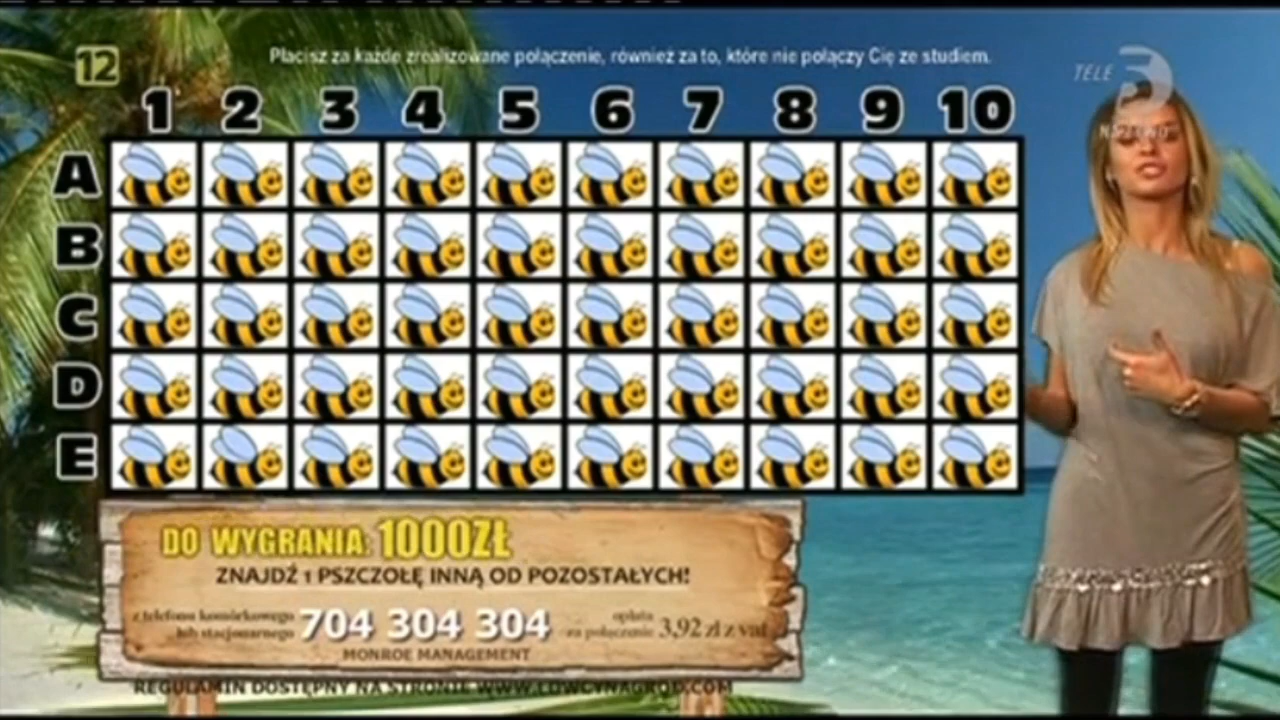 12
Płacisz za każde zrealizowane połączenie, również za to, które nie połączy Cię ze studiem.
TELE 5
NA ŻYWO
1 2 3 4 5 6 7 8 9 10
A
B
C
D
E
DO WYGRANIA: 1000ZŁ
ZNAJDŹ 1 PSZCZOŁĘ INNĄ OD POZOSTAŁYCH!
z telefonu komórkowego
lub stacjonarnego
704 304 304
opłata
za połączenie 3,92 zł z vat
MONROE MANAGEMENT
REGULAMIN DOSTĘPNY NA STRONIE WWW.LOWCYNAGROD.COM